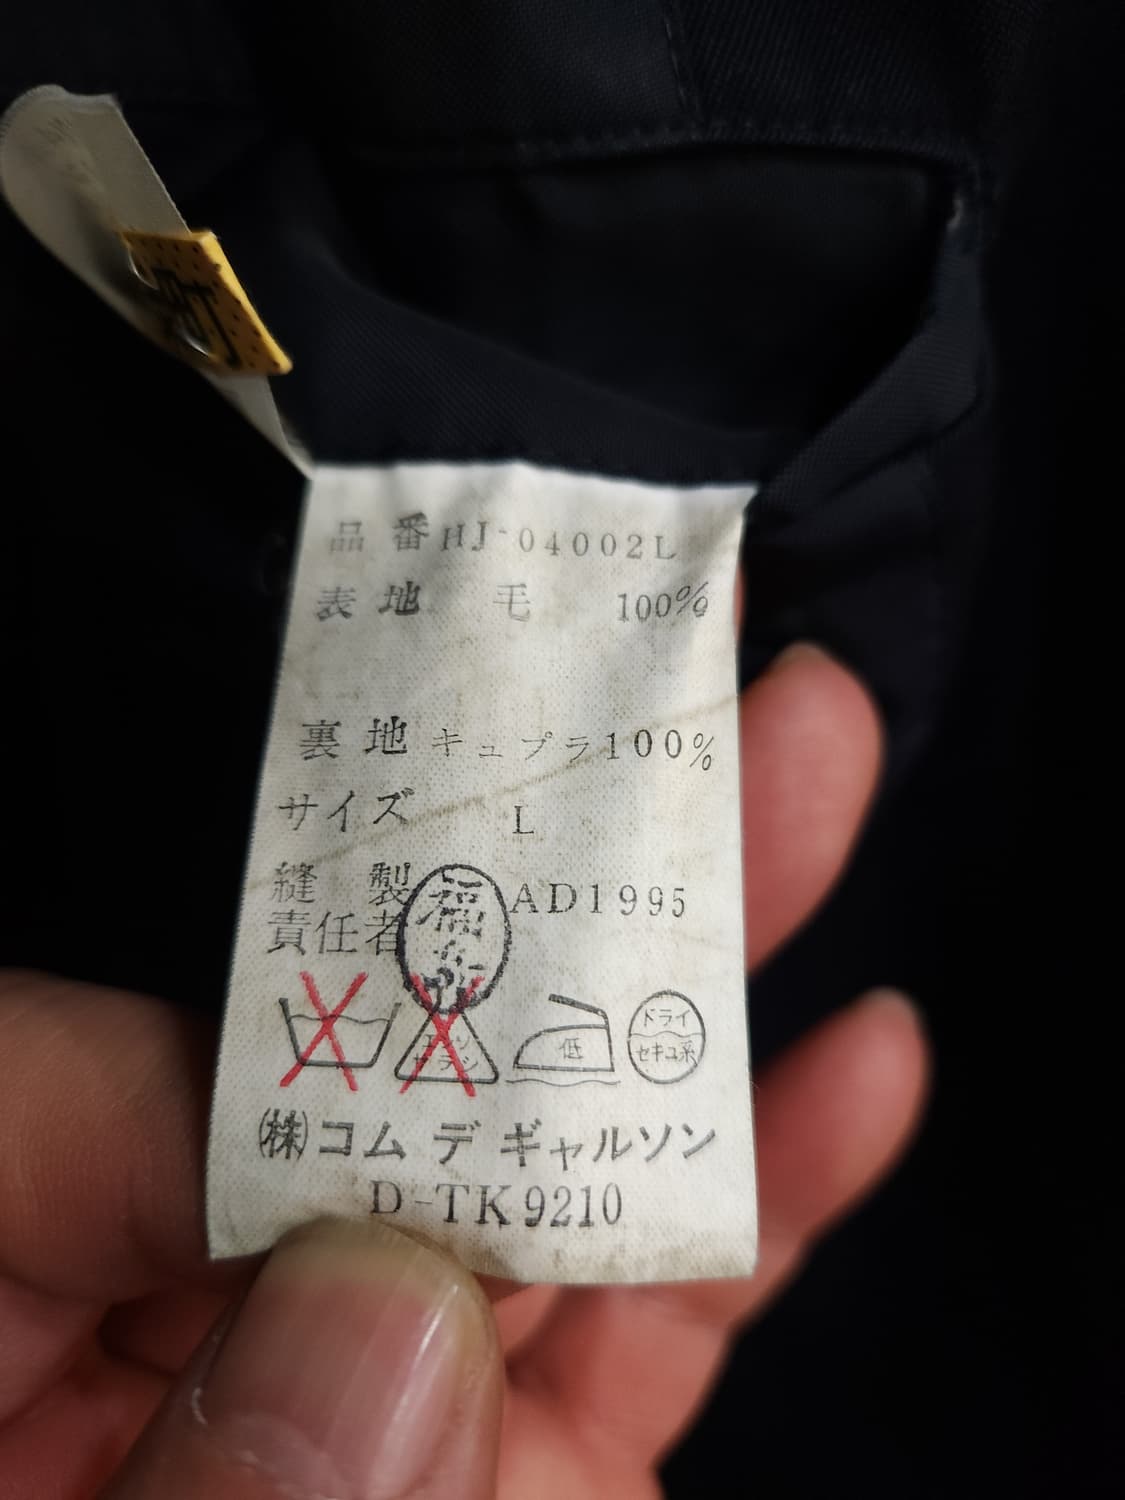 品番HJ-04002L
表地 毛 100%
裏地キュプラ100%
サイズ L
縫製 AD1995
責任者
低
ドライ
セキユ系
㈱コム デ ギャルソン
D-TK9210